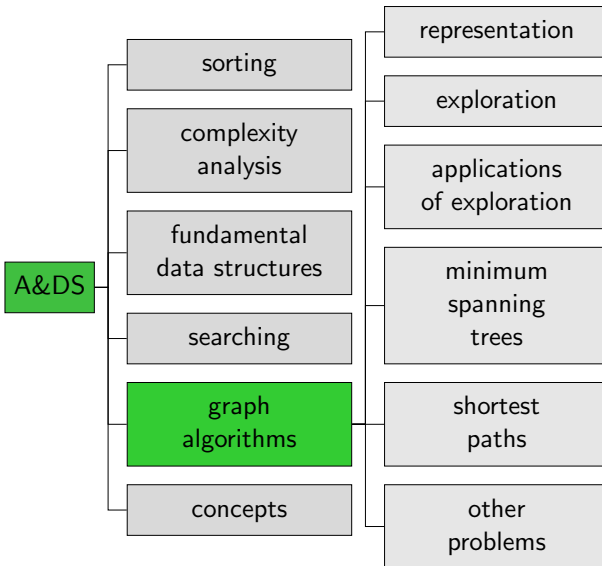 A&DS
sorting
complexity
analysis
fundamental
data structures
searching
graph
algorithms
concepts
representation
exploration
applications
of exploration
minimum
spanning
trees
shortest
paths
other
problems